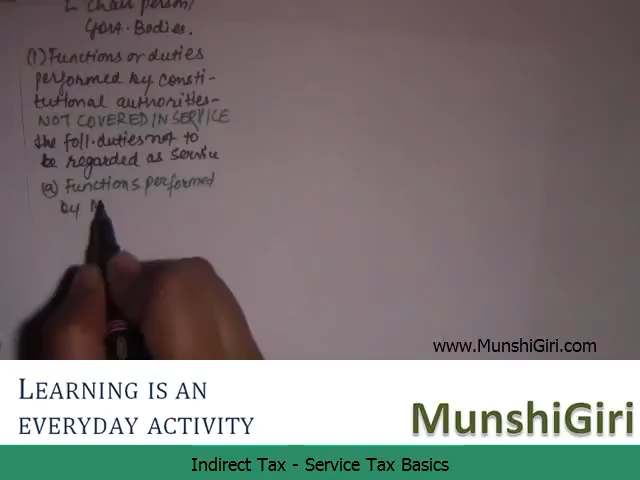 & Chair person/
Govt. Bodies.
(1) Functions or duties
performed by consti-
tutional authorities-
NOT COVERED IN SERVICE
the foll. duties not to
be regarded as service
(a) Functions performed
by
www.MunshiGiri.com
LEARNING IS AN
EVERYDAY ACTIVITY
MunshiGiri
Indirect Tax - Service Tax Basics